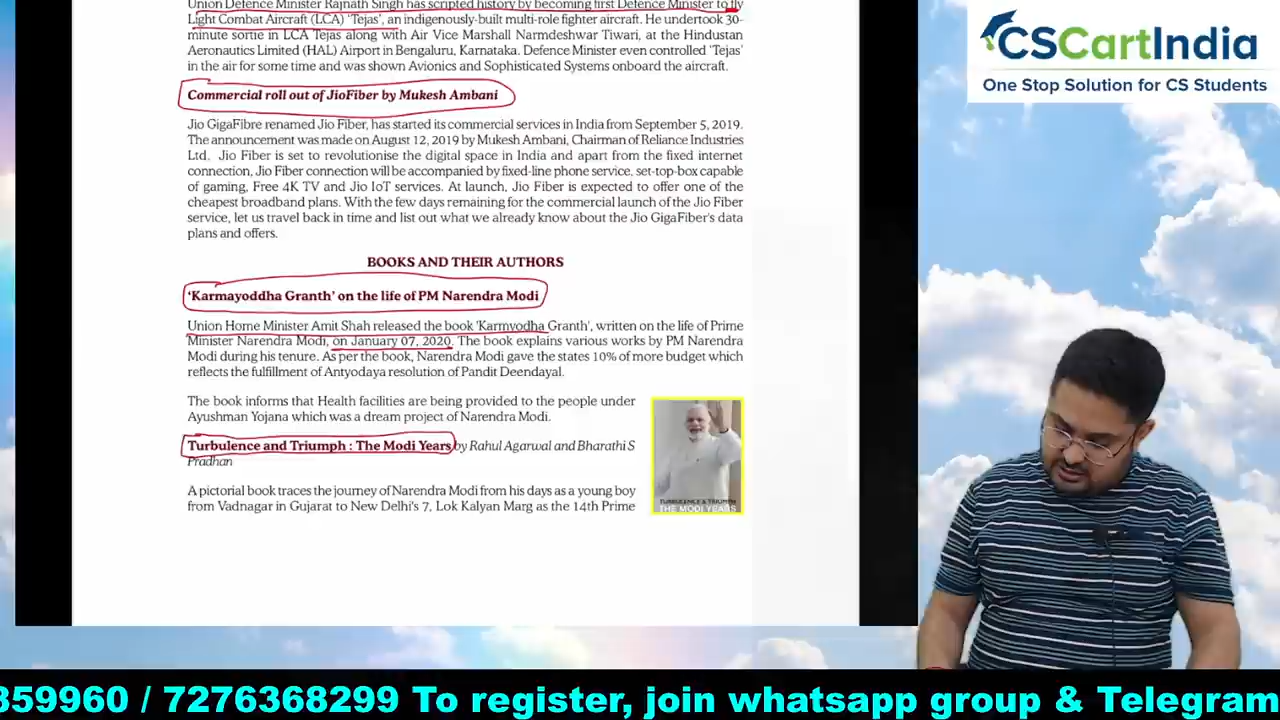 Union Defence Minister Rajnath Singh has scripted history by becoming first Defence Minister to fly
Light Combat Aircraft (LCA) 'Tejas', an indigenously-built multi-role fighter aircraft. He undertook 30-
minute sortie in LCA Tejas along with Air Vice Marshall Narmdeshwar Tiwari, at the Hindustan
Aeronautics Limited (HAL) Airport in Bengaluru, Karnataka. Defence Minister even controlled 'Tejas'
in the air for some time and was shown Avionics and Sophisticated Systems onboard the aircraft.
Commercial roll out of JioFiber by Mukesh Ambani
Jio GigaFibre renamed Jio Fiber, has started its commercial services in India from September 5, 2019.
The announcement was made on August 12, 2019 by Mukesh Ambani, Chairman of Reliance Industries
Ltd. Jio Fiber is set to revolutionise the digital space in India and apart from the fixed internet
connection, Jio Fiber connection will be accompanied by fixed-line phone service, set-top-box capable
of gaming, Free 4K TV and Jio IoT services. At launch, Jio Fiber is expected to offer one of the
cheapest broadband plans. With the few days remaining for the commercial launch of the Jio Fiber
service, let us travel back in time and list out what we already know about the Jio GigaFiber's data
plans and offers.
BOOKS AND THEIR AUTHORS
'Karmayoddha Granth' on the life of PM Narendra Modi
Union Home Minister Amit Shah released the book 'Karmyodha Granth', written on the life of Prime
Minister Narendra Modi, on January 07, 2020. The book explains various works by PM Narendra
Modi during his tenure. As per the book, Narendra Modi gave the states 10% of more budget which
reflects the fulfillment of Antyodaya resolution of Pandit Deendayal.
The book informs that Health facilities are being provided to the people under
Ayushman Yojana which was a dream project of Narendra Modi.
Turbulence and Triumph : The Modi Years by Rahul Agarwal and Bharathi S
Pradhan
A pictorial book traces the journey of Narendra Modi from his days as a young boy
from Vadnagar in Gujarat to New Delhi's 7, Lok Kalyan Marg as the 14th Prime
TURBULENCE & TRIUMPH
THE MODI YEARS
CSCartIndia
One Stop Solution for CS Students
859960 / 7276368299 To register, join whatsapp group & Telegram